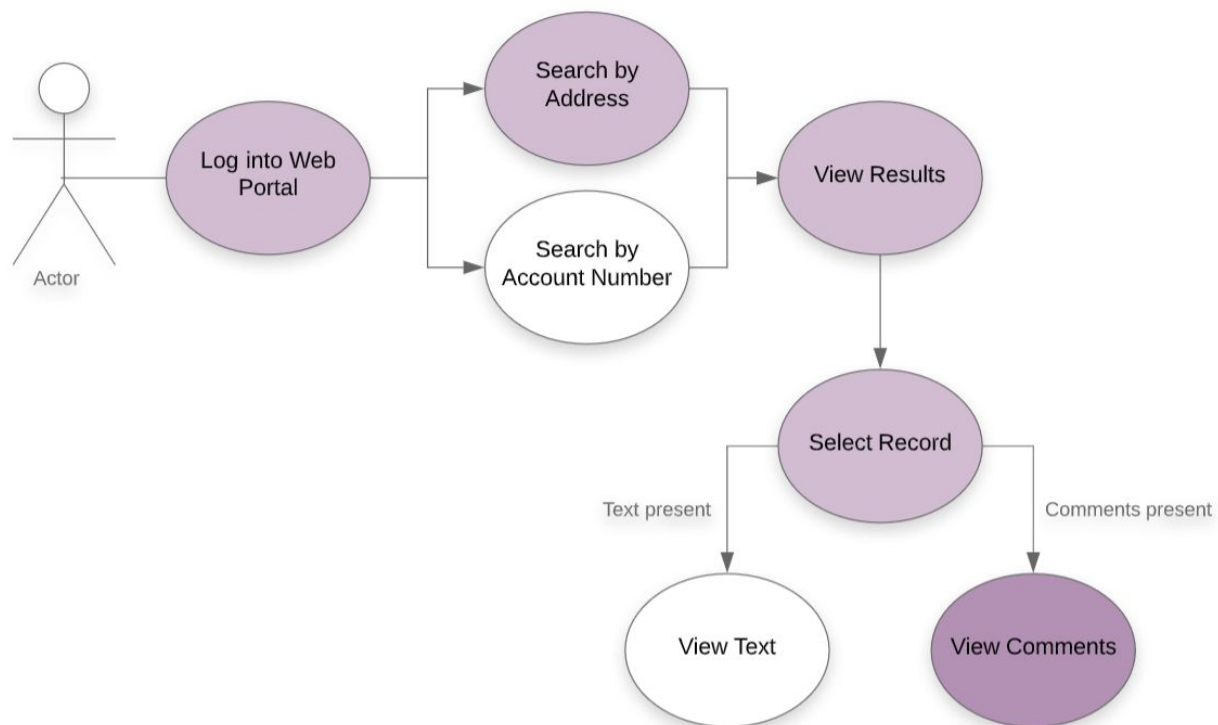 Search by
Address
Log into Web
Portal
View Results
Search by
Account Number
Actor
Select Record
Text present
Comments present
View Text
View Comments